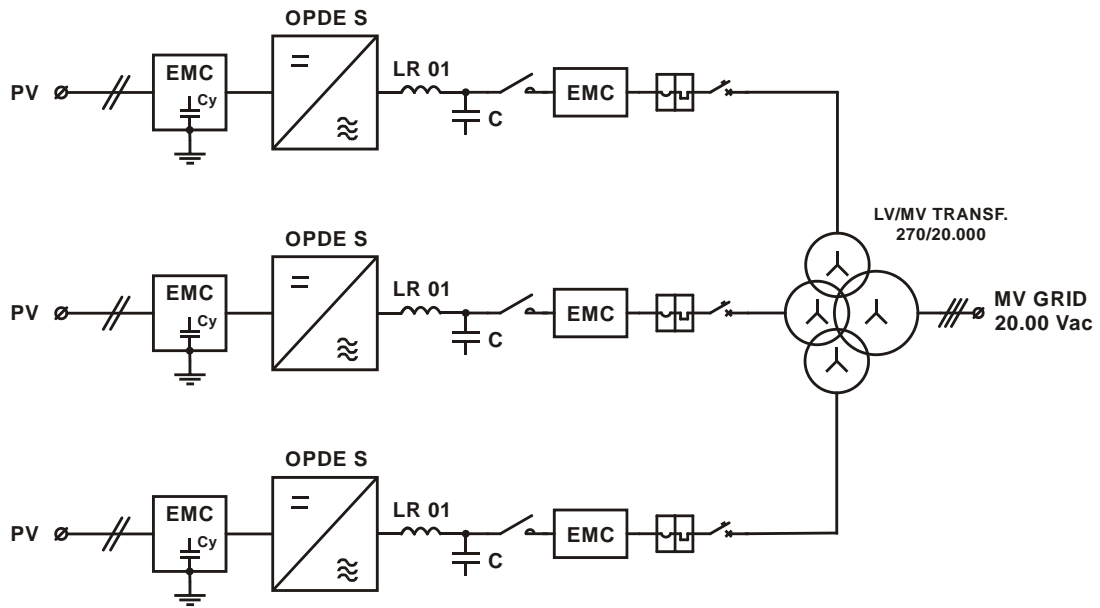 OPDE S
PV
EMC
Cy
LR 01
C
EMC
OPDE S
PV
EMC
Cy
LR 01
C
EMC
LV/MV TRANSF.
270/20.000
MV GRID
20.00 Vac
OPDE S
PV
EMC
Cy
LR 01
C
EMC